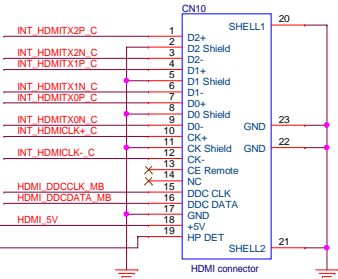 CN10
INT_HDMITX2P_C 1 D2+ SHELL1 20
2 D2 Shield
INT_HDMITX2N_C 3 D2-
INT_HDMITX1P_C 4 D1+
5 D1 Shield
INT_HDMITX1N_C 6 D1-
INT_HDMITX0P_C 7 D0+
8 D0 Shield
INT_HDMITX0N_C 9 D0- GND 23
INT_HDMICLK+_C 10 CK+
11 CK Shield GND 22
INT_HDMICLK-_C 12 CK-
13 CE Remote
14 NC
HDMI_DDCCLK_MB 15 DDC CLK
HDMI_DDCDATA_MB 16 DDC DATA
17 GND
HDMI_5V 18 +5V
19 HP DET
SHELL2 21
HDMI connector